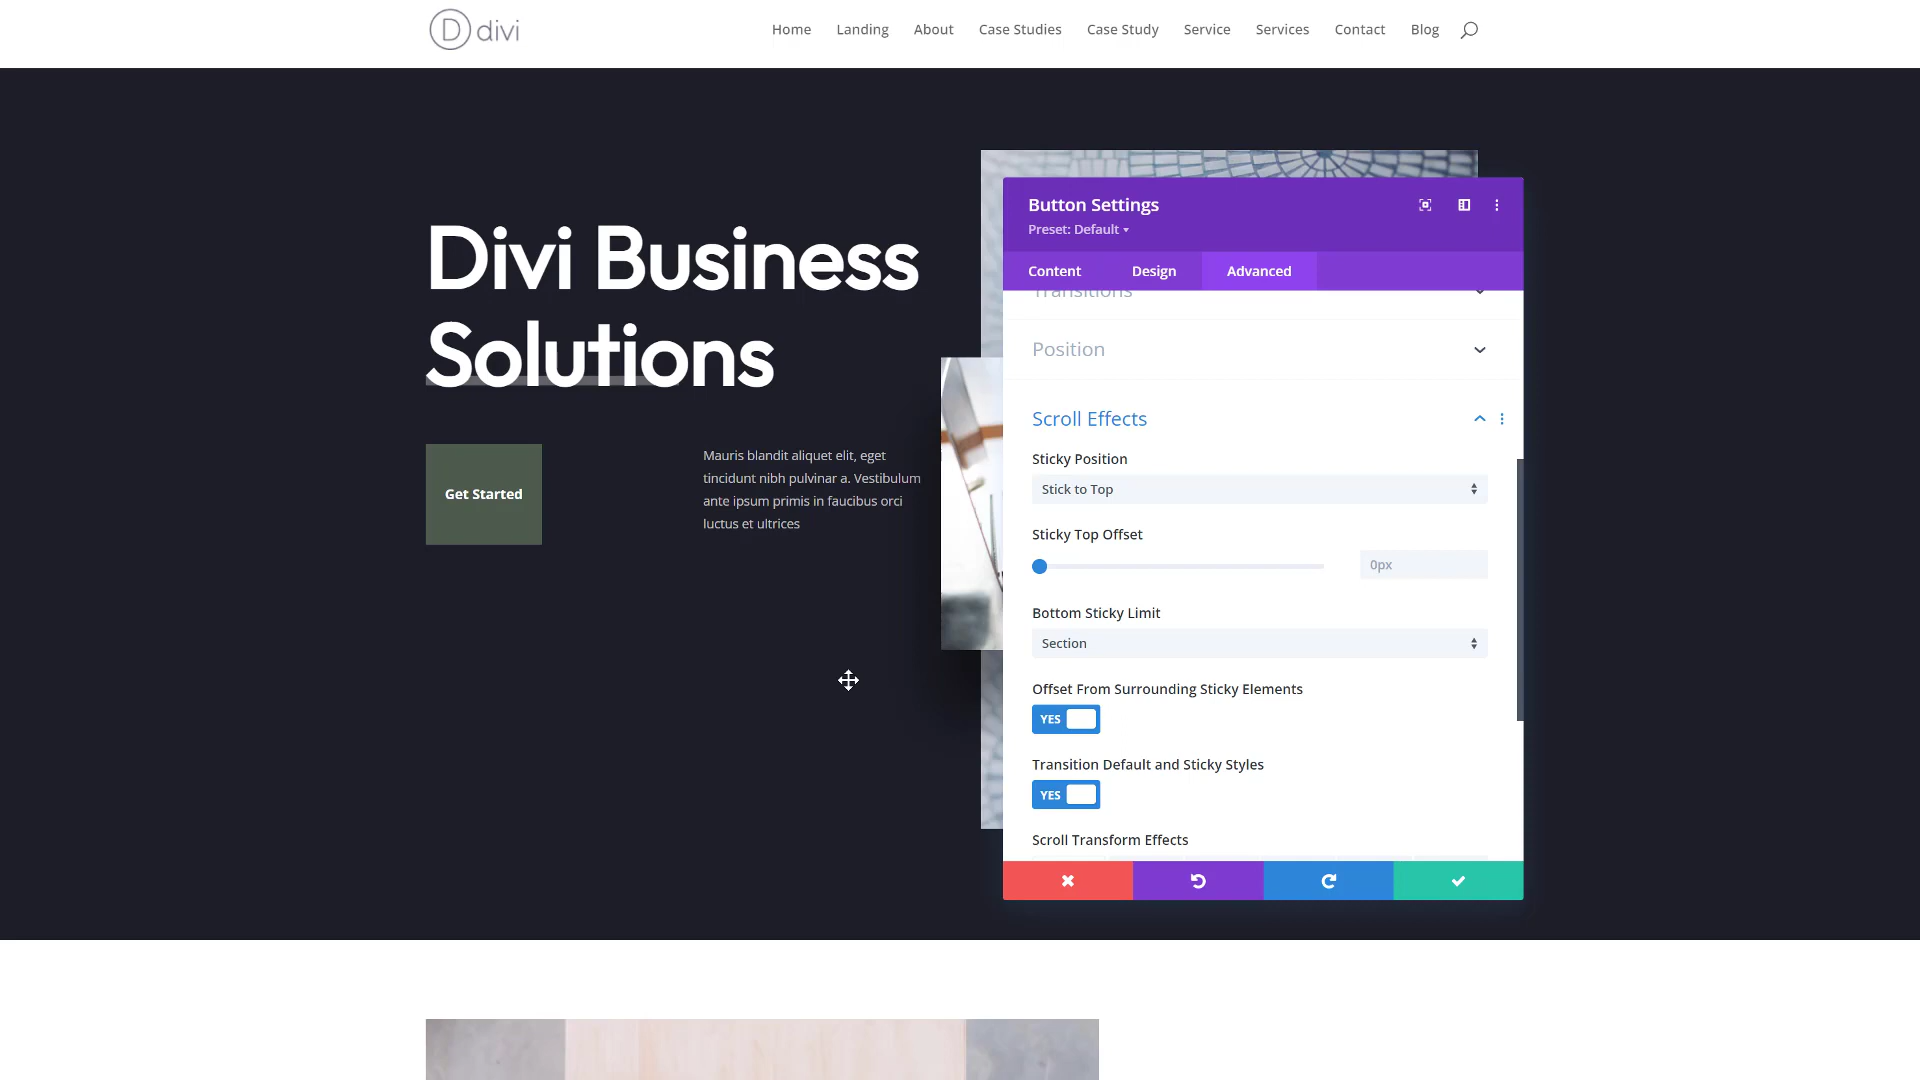 D divi
Home Landing About Case Studies Case Study Service Services Contact Blog
Button Settings
Preset: Default
Content Design Advanced
Transitions
Position
Scroll Effects
Sticky Position
Stick to Top
Sticky Top Offset
0px
Bottom Sticky Limit
Section
Offset From Surrounding Sticky Elements
YES
Transition Default and Sticky Styles
YES
Scroll Transform Effects
Divi Business
Solutions
Get Started
Mauris blandit aliquet elit, eget
tincidunt nibh pulvinar a. Vestibulum
ante ipsum primis in faucibus orci
luctus et ultrices